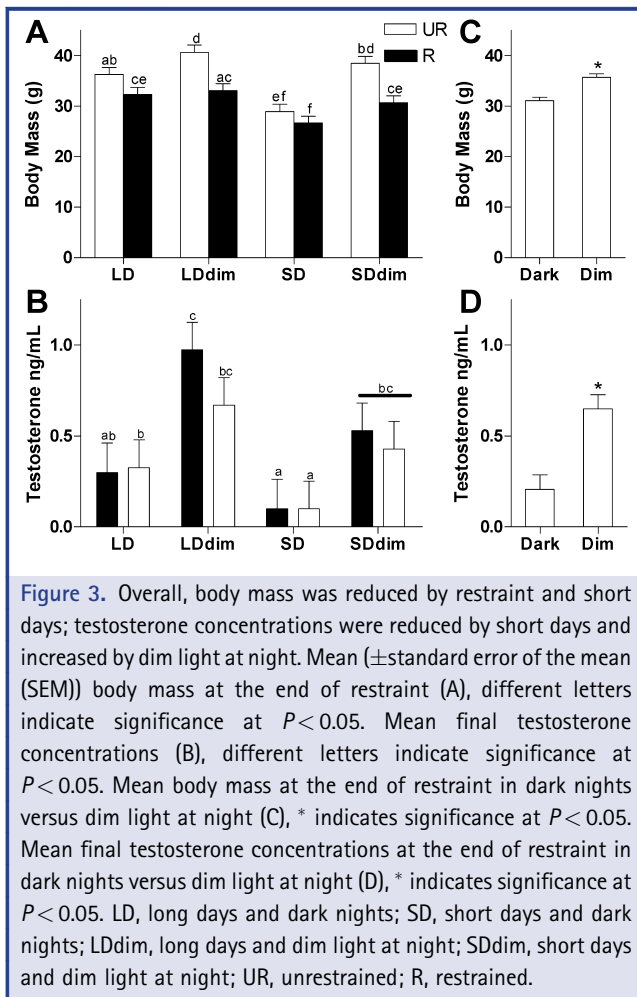 A
UR
R
C
Body Mass (g)
50
40
30
20
10
0
ab
ce
d
ac
ef
f
bd
ce
LD
LDdim
SD
SDdim
Body Mass (g)
50
40
30
20
10
0
*
Dark
Dim
B
Testosterone ng/mL
1.0
0.5
0.0
ab
b
c
bc
a
a
bc
LD
LDdim
SD
SDdim
D
Testosterone ng/mL
1.0
0.5
0.0
*
Dark
Dim
Figure 3. Overall, body mass was reduced by restraint and short
days; testosterone concentrations were reduced by short days and
increased by dim light at night. Mean (±standard error of the mean
(SEM)) body mass at the end of restraint (A), different letters
indicate significance at P < 0.05. Mean final testosterone
concentrations (B), different letters indicate significance at
P < 0.05. Mean body mass at the end of restraint in dark nights
versus dim light at night (C), * indicates significance at P < 0.05.
Mean final testosterone concentrations at the end of restraint in
dark nights versus dim light at night (D), * indicates significance at
P < 0.05. LD, long days and dark nights; SD, short days and dark
nights; LDdim, long days and dim light at night; SDdim, short days
and dim light at night; UR, unrestrained; R, restrained.